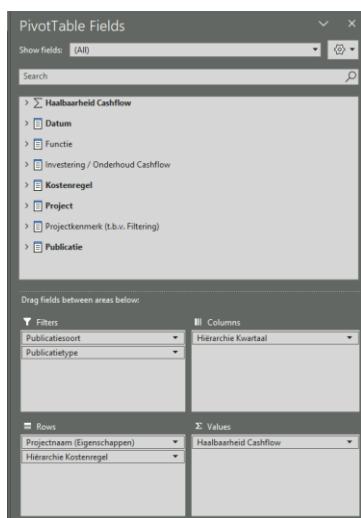 PivotTable Fields
Show fields: (All)
Search
Σ Haalbaarheid Cashflow
Datum
Functie
Investering / Onderhoud Cashflow
Kostenregel
Project
Projectkenmerk (t.b.v. Filtering)
Publicatie
Drag fields between areas below:
Filters
Columns
Publicatiesoort
Hiërarchie Kwartaal
Publicatietype
Rows
Σ Values
Projectnaam (Eigenschappen)
Haalbaarheid Cashflow
Hiërarchie Kostenregel